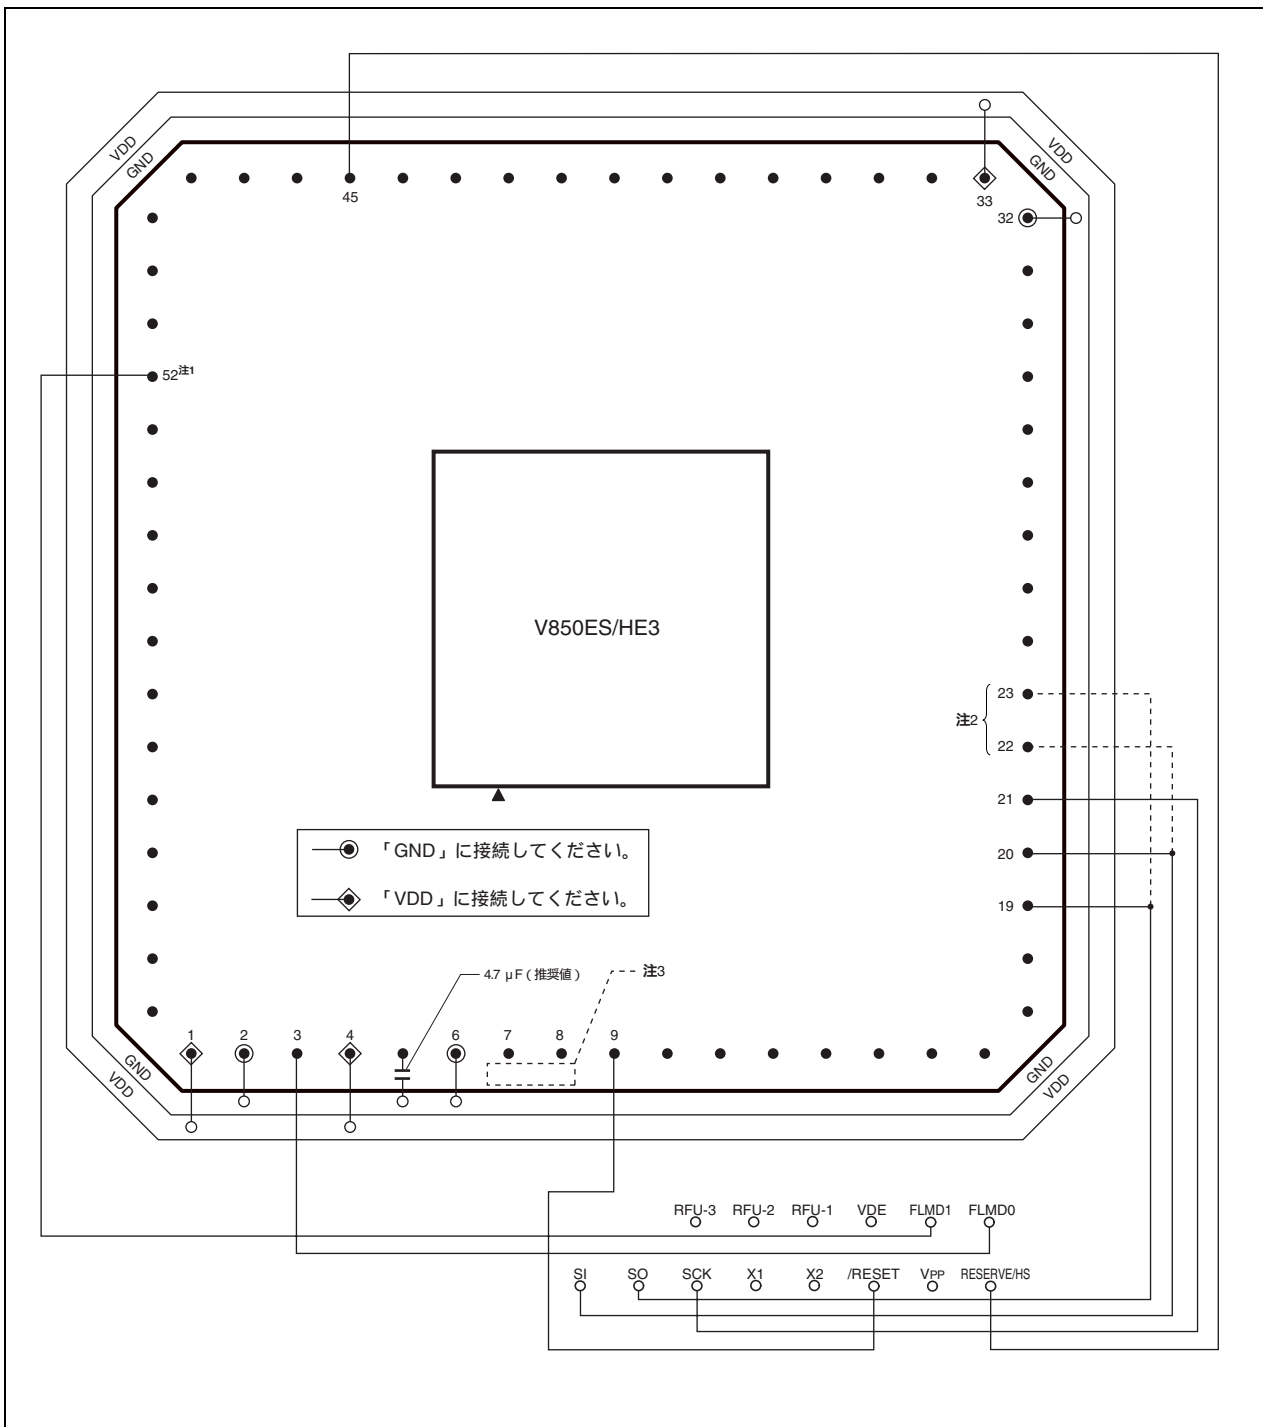 VDD
GND
VDD
GND
45
33
32
52注1
V850ES/HE3
23
注2
22
21
20
19
「GND」に接続してください。
「VDD」に接続してください。
4.7 μF（推奨値）
注3
1
2
3
4
6
7
8
9
GND
VDD
GND
VDD
RFU-3 RFU-2 RFU-1 VDE FLMD1 FLMD0
SI SO SCK X1 X2 /RESET VPP RESERVE/HS